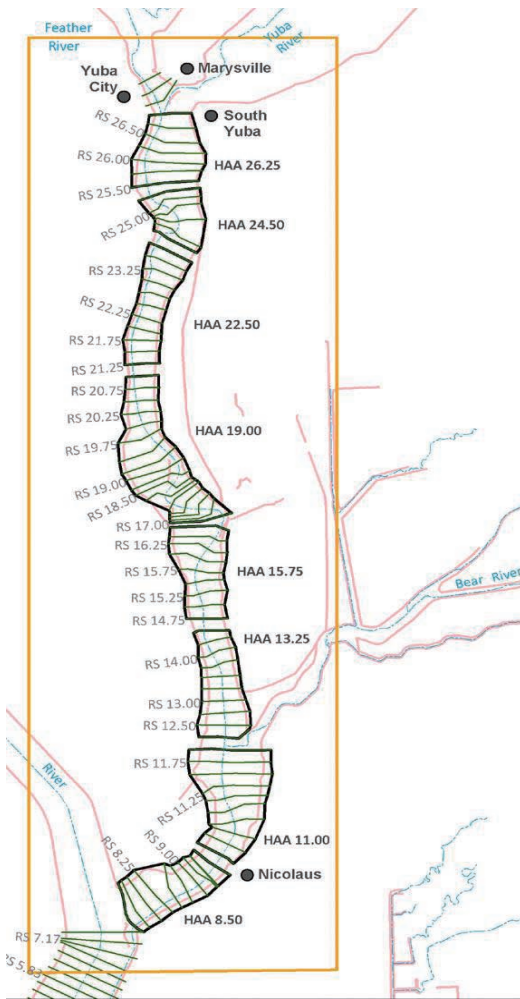 Feather
River
Yuba
River
Marysville
Yuba
City
South
Yuba
RS 26.50
RS 26.00
HAA 26.25
RS 25.50
RS 25.00
HAA 24.50
RS 23.25
RS 22.25
HAA 22.50
RS 21.75
RS 21.25
RS 20.75
RS 20.25
HAA 19.00
RS 19.75
RS 19.00
RS 18.50
RS 17.00
RS 16.25
RS 15.75
HAA 15.75
Bear River
RS 15.25
RS 14.75
HAA 13.25
RS 14.00
RS 13.00
RS 12.50
RS 11.75
River
RS 11.25
HAA 11.00
RS 9.00
RS 8.25
Nicolaus
HAA 8.50
RS 7.17
RS 5.83